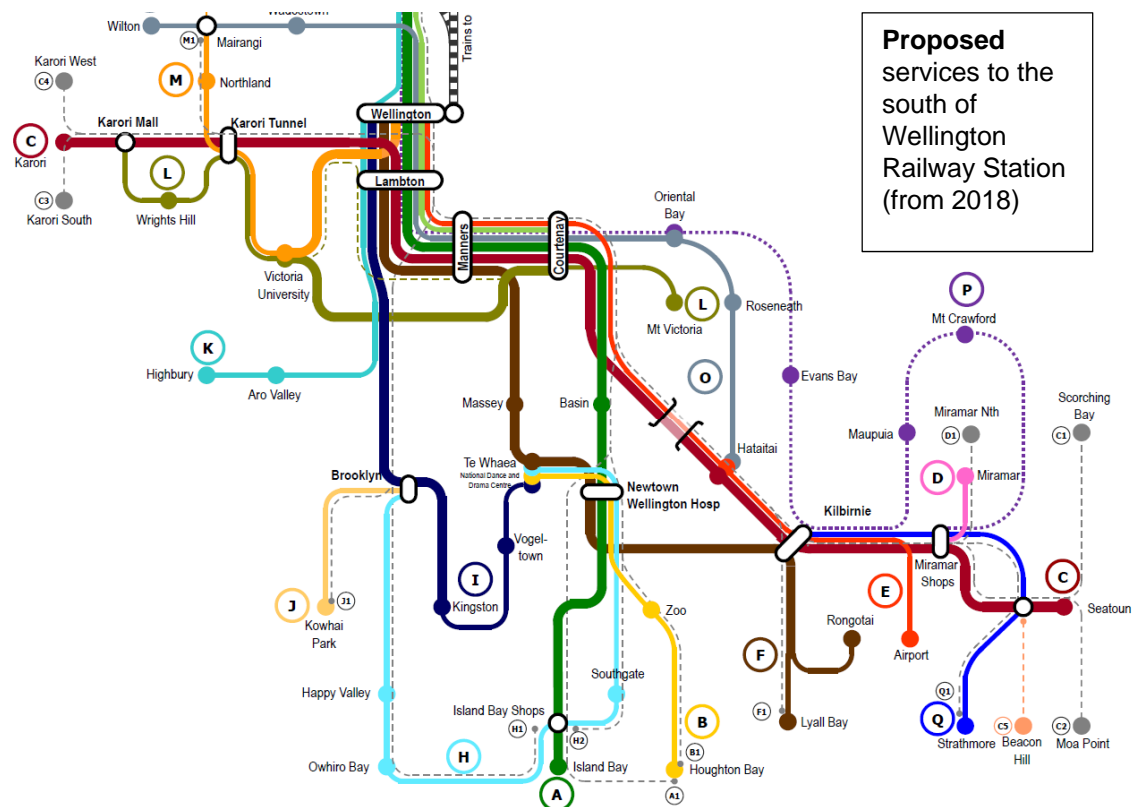 Proposed
services to the
south of
Wellington
Railway Station
(from 2018)
Wilton
M1
Mairangi
Trains to
Karori West
C4
M
Northland
Wellington
Karori Mall
Karori Tunnel
C
Karori
L
Lambton
C3
Karori South
Wrights Hill
Oriental
Bay
Manners
Courtenay
Victoria
University
P
Mt Crawford
L
Mt Victoria
Roseneath
K
Highbury
Aro Valley
O
Evans Bay
Massey
Basin
Miramar Nth
D1
Scorching
Bay
C1
Hataitai
Maupuia
Te Whaea
National Dance and
Drama Centre
D
Miramar
Brooklyn
Newtown
Wellington Hosp
Kilbirnie
Vogel-
town
Miramar
Shops
I
J
J1
Kowhai
Park
Kingston
Zoo
E
C
Seatoun
Rongotai
Airport
F
Southgate
Happy Valley
Island Bay Shops
H1
H2
B
F1
Lyall Bay
Q1
Q
Strathmore
C5
Beacon
Hill
C2
Moa Point
B1
Owhiro Bay
H
Island Bay
Houghton Bay
A
A1